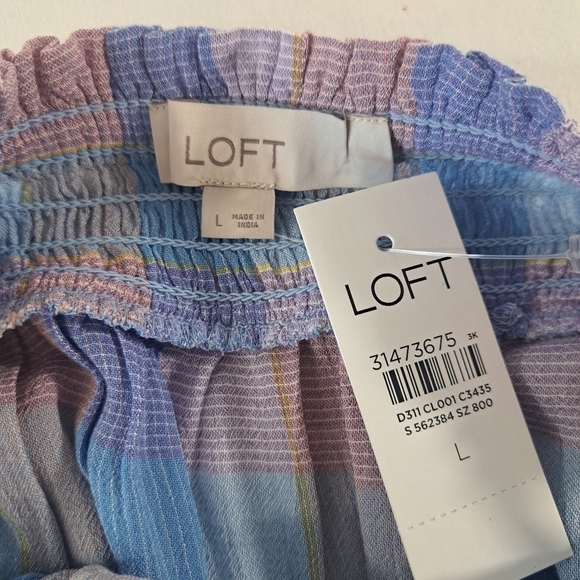 LOFT
L
MADE IN
INDIA
LOFT
31473675 3K
D311 CL001 C3435
S 562384 SZ 800
L